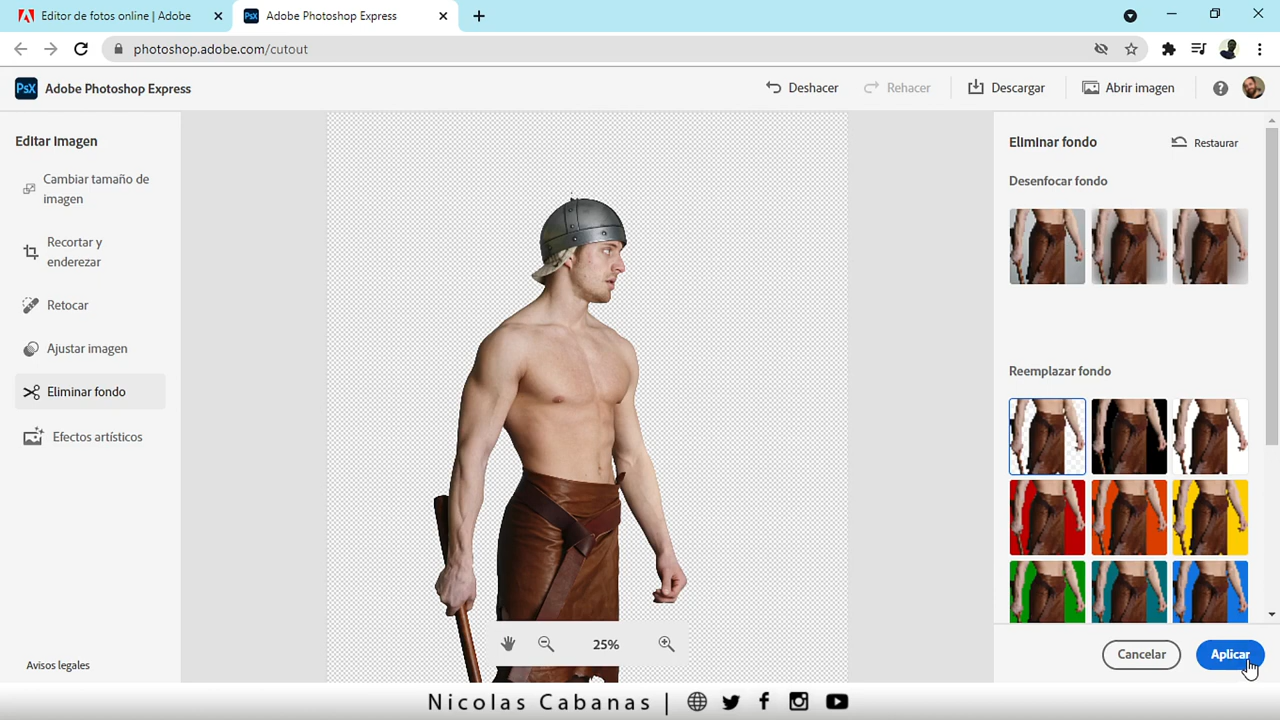 Editor de fotos online | Adobe
PsX Adobe Photoshop Express
photoshop.adobe.com/cutout
PsX Adobe Photoshop Express
Deshacer
Rehacer
Descargar
Abrir imagen
Editar Imagen
Cambiar tamaño de
imagen
Recortar y
enderezar
Retocar
Ajustar imagen
Eliminar fondo
Efectos artísticos
Avisos legales
25%
Eliminar fondo
Restaurar
Desenfocar fondo
Reemplazar fondo
Cancelar
Aplicar
Nicolas Cabanas |